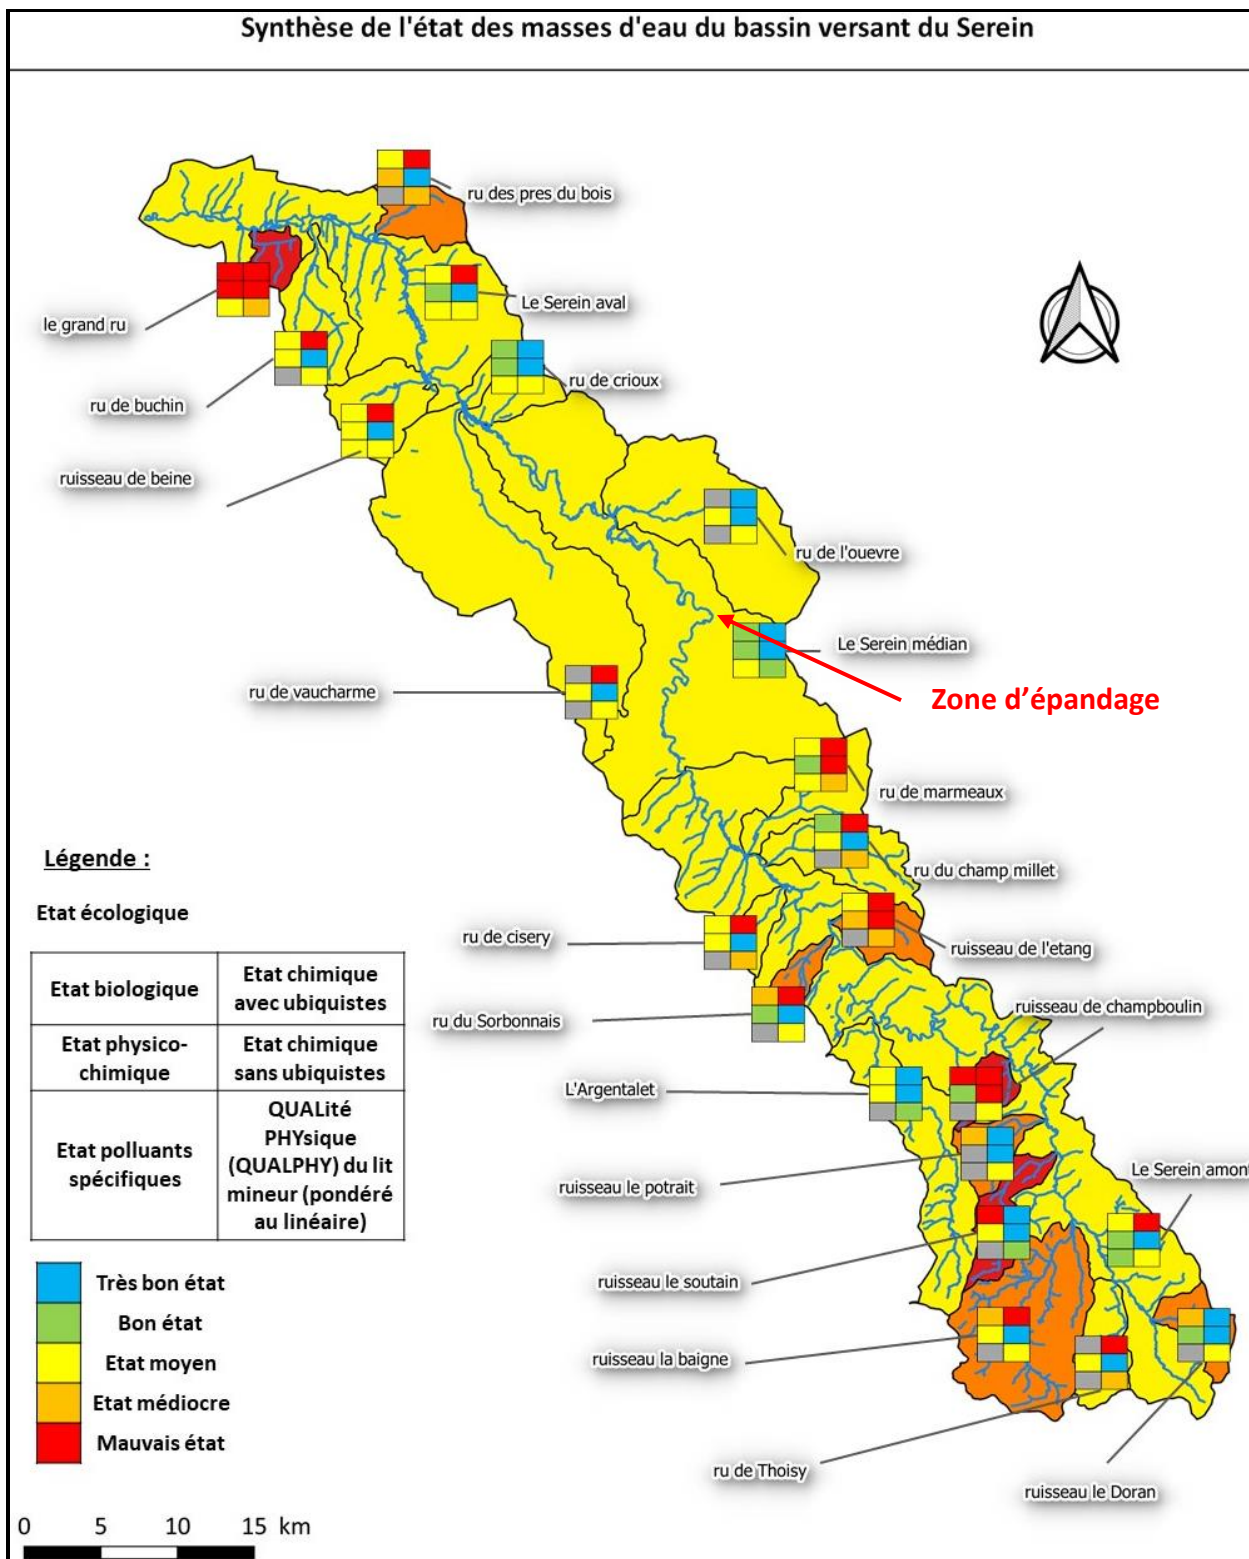 Synthèse de l'état des masses d'eau du bassin versant du Serein
ru des pres du bois
Le Serein aval
le grand ru
ru de crioux
ru de buchin
ruisseau de beine
ru de l'ouevre
Le Serein médian
ru de vaucharme
Zone d'épandage
ru de marmeaux
Légende :
ru du champ millet
Etat écologique
ru de cisery
ruisseau de l'etang
Etat biologique
Etat chimique
avec ubiquistes
ruisseau de champboulin
ru du Sorbonnais
Etat physico-
chimique
Etat chimique
sans ubiquistes
L'Argentalet
Etat polluants
spécifiques
QUALité
PHYsique
(QUALPHY) du lit
mineur (pondéré
au linéaire)
Le Serein amont
ruisseau le potrait
ruisseau le soutain
Très bon état
Bon état
Etat moyen
ruisseau la baigne
Etat médiocre
Mauvais état
ru de Thoisy
ruisseau le Doran
0 5 10 15 km